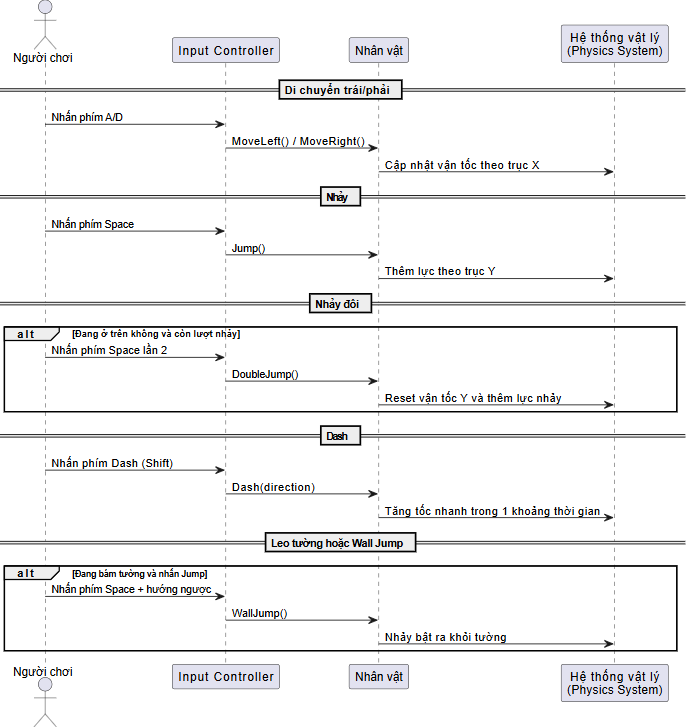 Người chơi
Input Controller
Nhân vật
Hệ thống vật lý
(Physics System)
Di chuyển trái/phải
Nhấn phím A/D
MoveLeft() / MoveRight()
Cập nhật vận tốc theo trục X
Nhảy
Nhấn phím Space
Jump()
Thêm lực theo trục Y
Nhảy đôi
alt
[Đang ở trên không và còn lượt nhảy]
Nhấn phím Space lần 2
DoubleJump()
Reset vận tốc Y và thêm lực nhảy
Dash
Nhấn phím Dash (Shift)
Dash(direction)
Tăng tốc nhanh trong 1 khoảng thời gian
Leo tường hoặc Wall Jump
alt
[Đang bám tường và nhấn Jump]
Nhấn phím Space + hướng ngược
WallJump()
Nhảy bật ra khỏi tường
Người chơi
Input Controller
Nhân vật
Hệ thống vật lý
(Physics System)